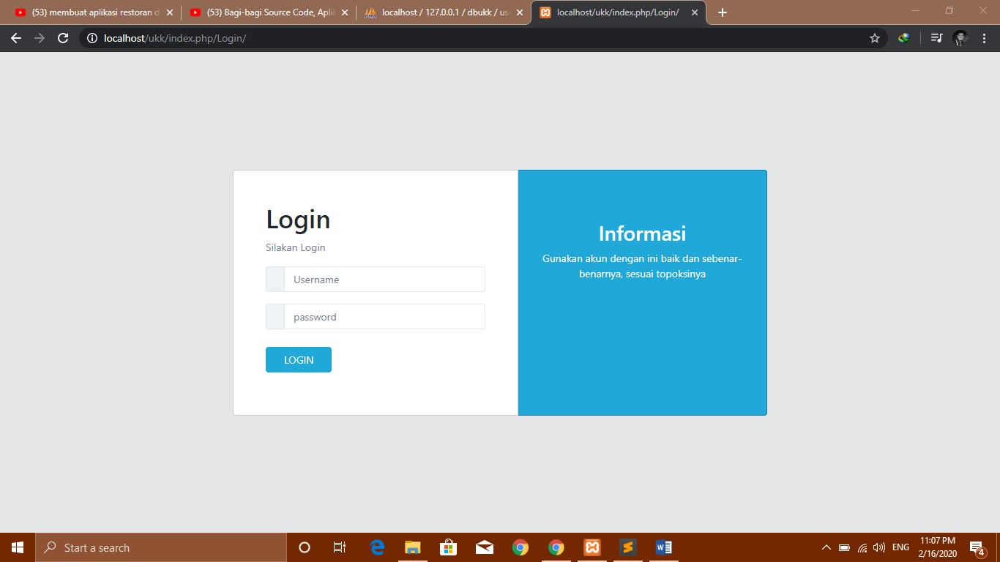 (53) membuat aplikasi restoran d
(53) Bagi-bagi Source Code, Apli
localhost / 127.0.0.1 / dbukk / us
localhost/ukk/index.php/Login/
localhost/ukk/index.php/Login/
Login
Silakan Login
Username
password
LOGIN
Informasi
Gunakan akun dengan ini baik dan sebenar-
benarnya, sesuai topoksinya
Start a search
ENG
11:07 PM
2/16/2020
4